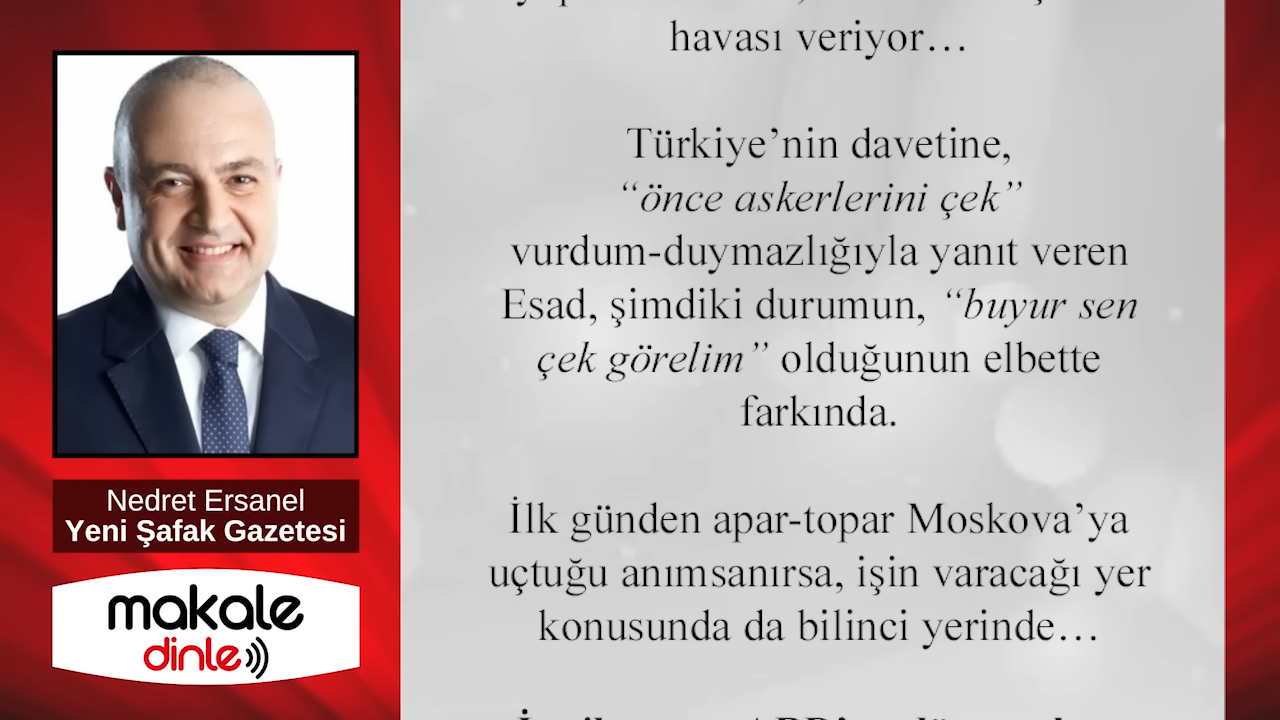 havası veriyor…
Türkiye’nin davetine,
“önce askerlerini çek”
vurdum-duymazlığıyla yanıt veren
Esad, şimdiki durumun, “buyur sen
çek görelim” olduğunun elbette
farkında.
İlk günden apar-topar Moskova’ya
uçtuğu anımsanırsa, işin varacağı yer
konusunda da bilinci yerinde…
Nedret Ersanel
Yeni Şafak Gazetesi
makale
dinle